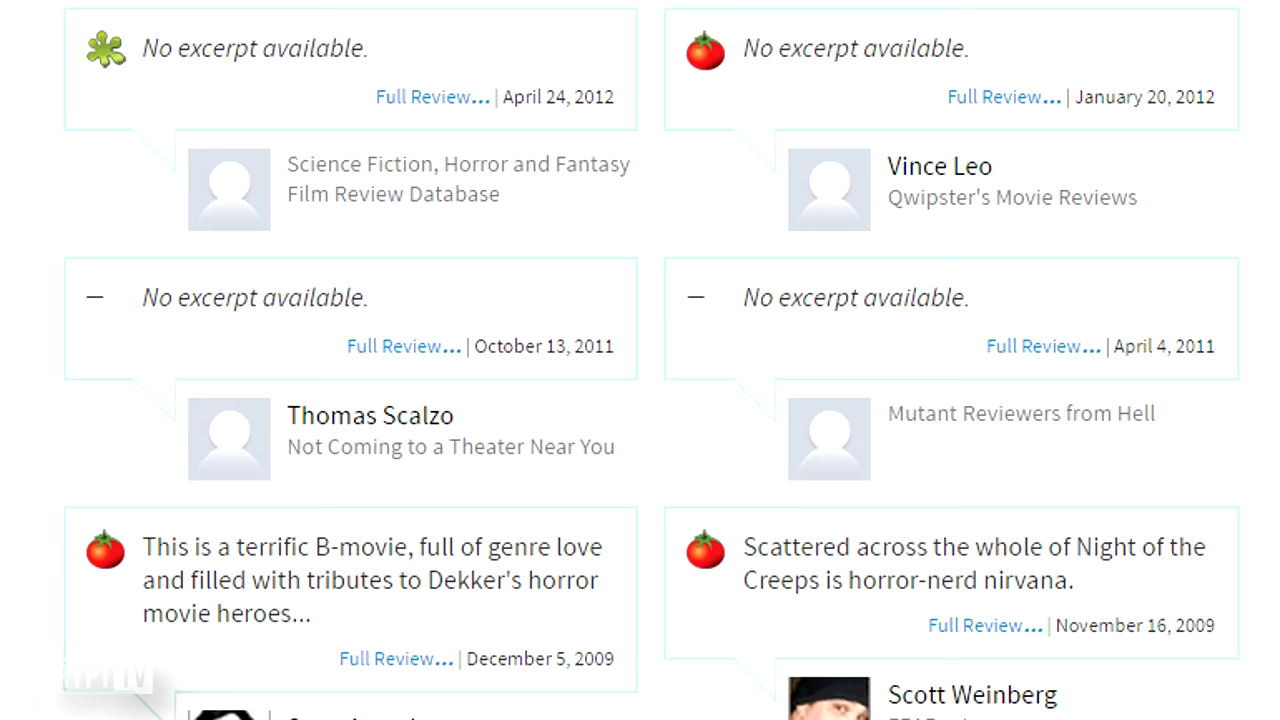 No excerpt available.
Full Review... | April 24, 2012
Science Fiction, Horror and Fantasy
Film Review Database
No excerpt available.
Full Review... | January 20, 2012
Vince Leo
Qwipster's Movie Reviews
— No excerpt available.
Full Review... | October 13, 2011
Thomas Scalzo
Not Coming to a Theater Near You
— No excerpt available.
Full Review... | April 4, 2011
Mutant Reviewers from Hell
This is a terrific B-movie, full of genre love
and filled with tributes to Dekker's horror
movie heroes...
Full Review... | December 5, 2009
Scattered across the whole of Night of the
Creeps is horror-nerd nirvana.
Full Review... | November 16, 2009
Scott Weinberg